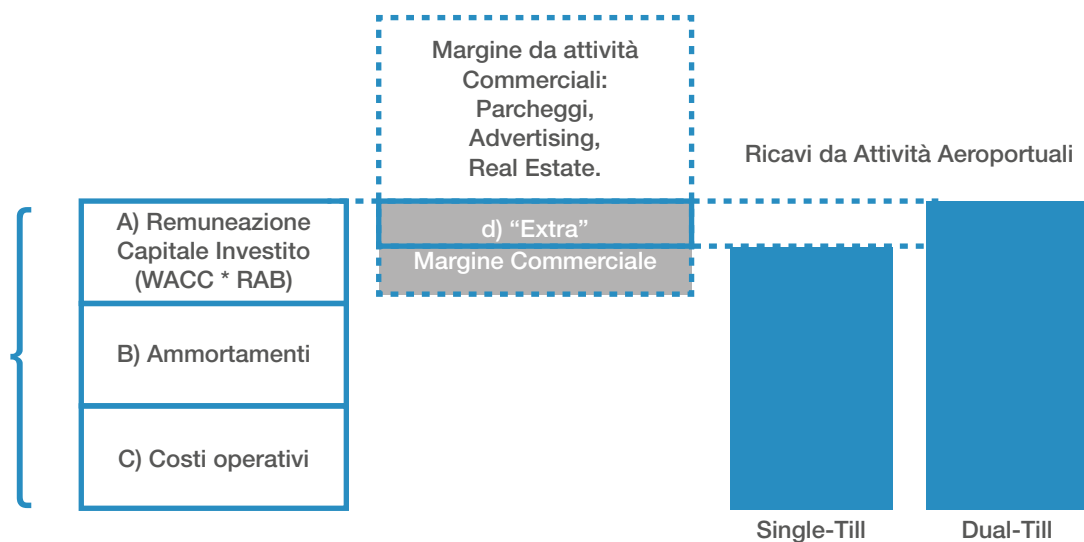 Margine da attività
Commerciali:
Parcheggi,
Advertising,
Real Estate.
Ricavi da Attività Aeroportuali
A) Remuneazione
Capitale Investito
(WACC * RAB)
d) “Extra”
Margine Commerciale
B) Ammortamenti
C) Costi operativi
Single-Till
Dual-Till